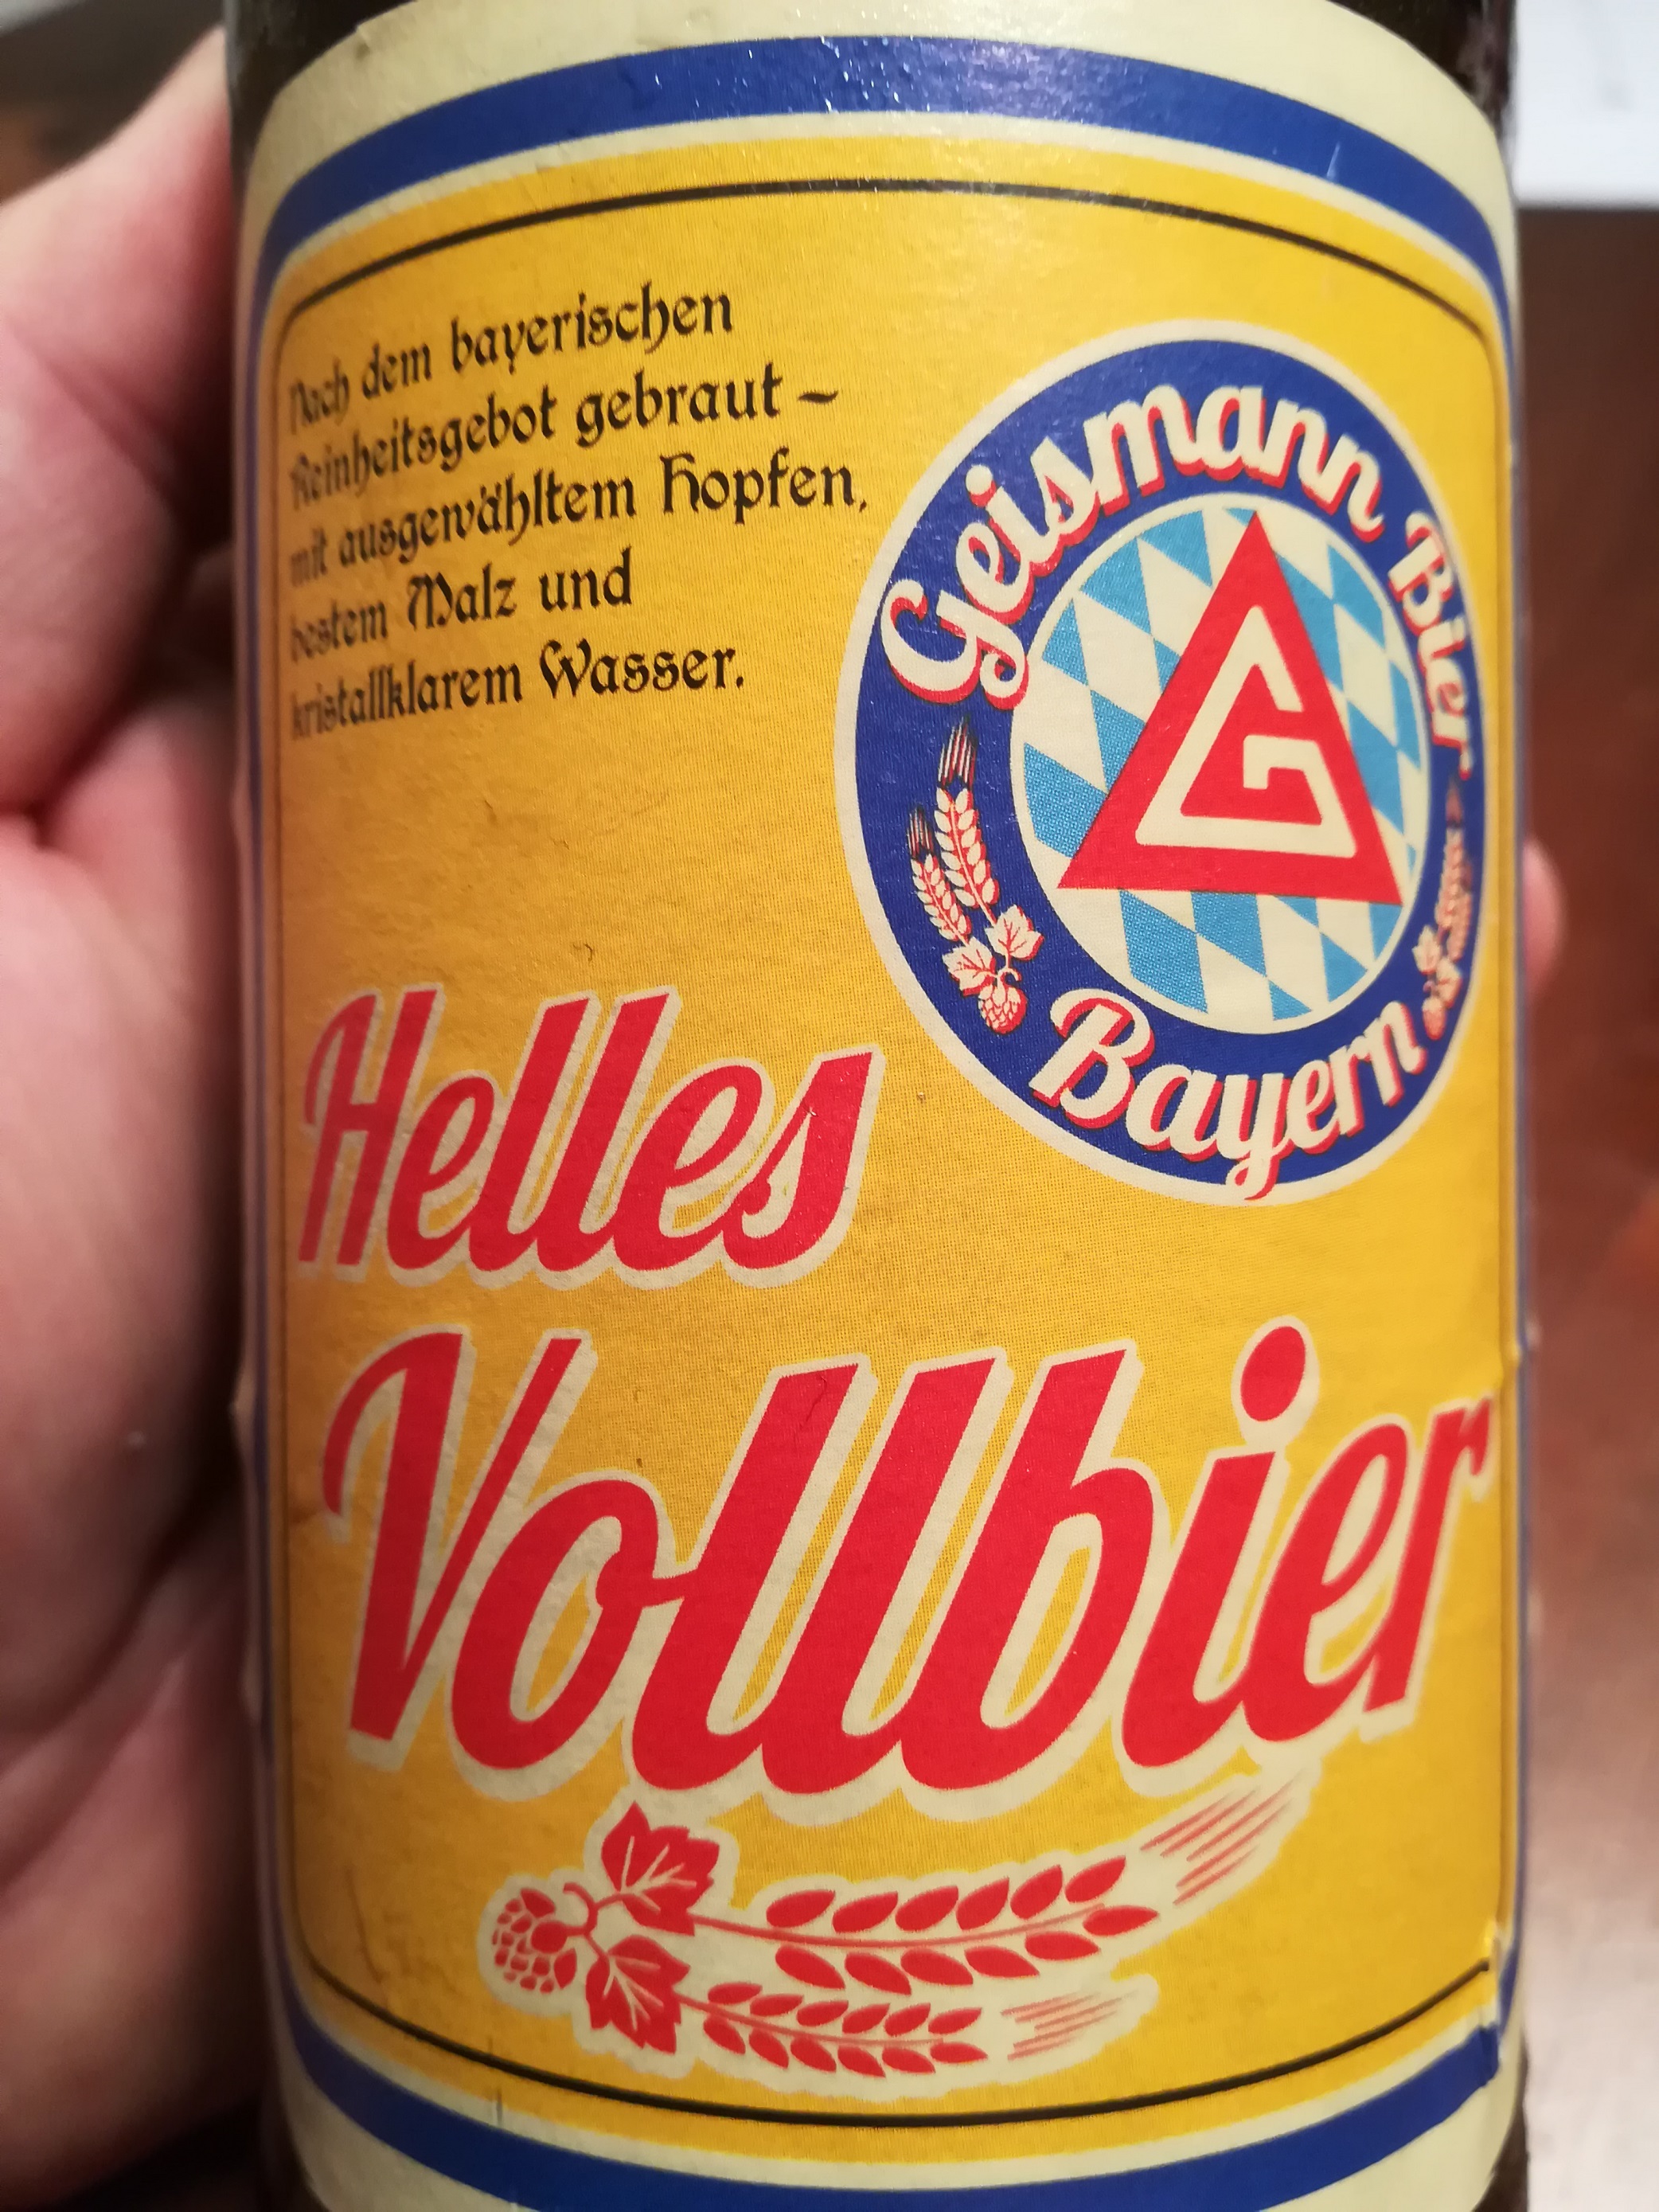 Nach dem bayerischen
Reinheitsgebot gebraut –
mit ausgewähltem Hopfen,
bestem Malz und
kristallklarem Wasser.
Geismann Bier
G
Bayern
Helles
Vollbier